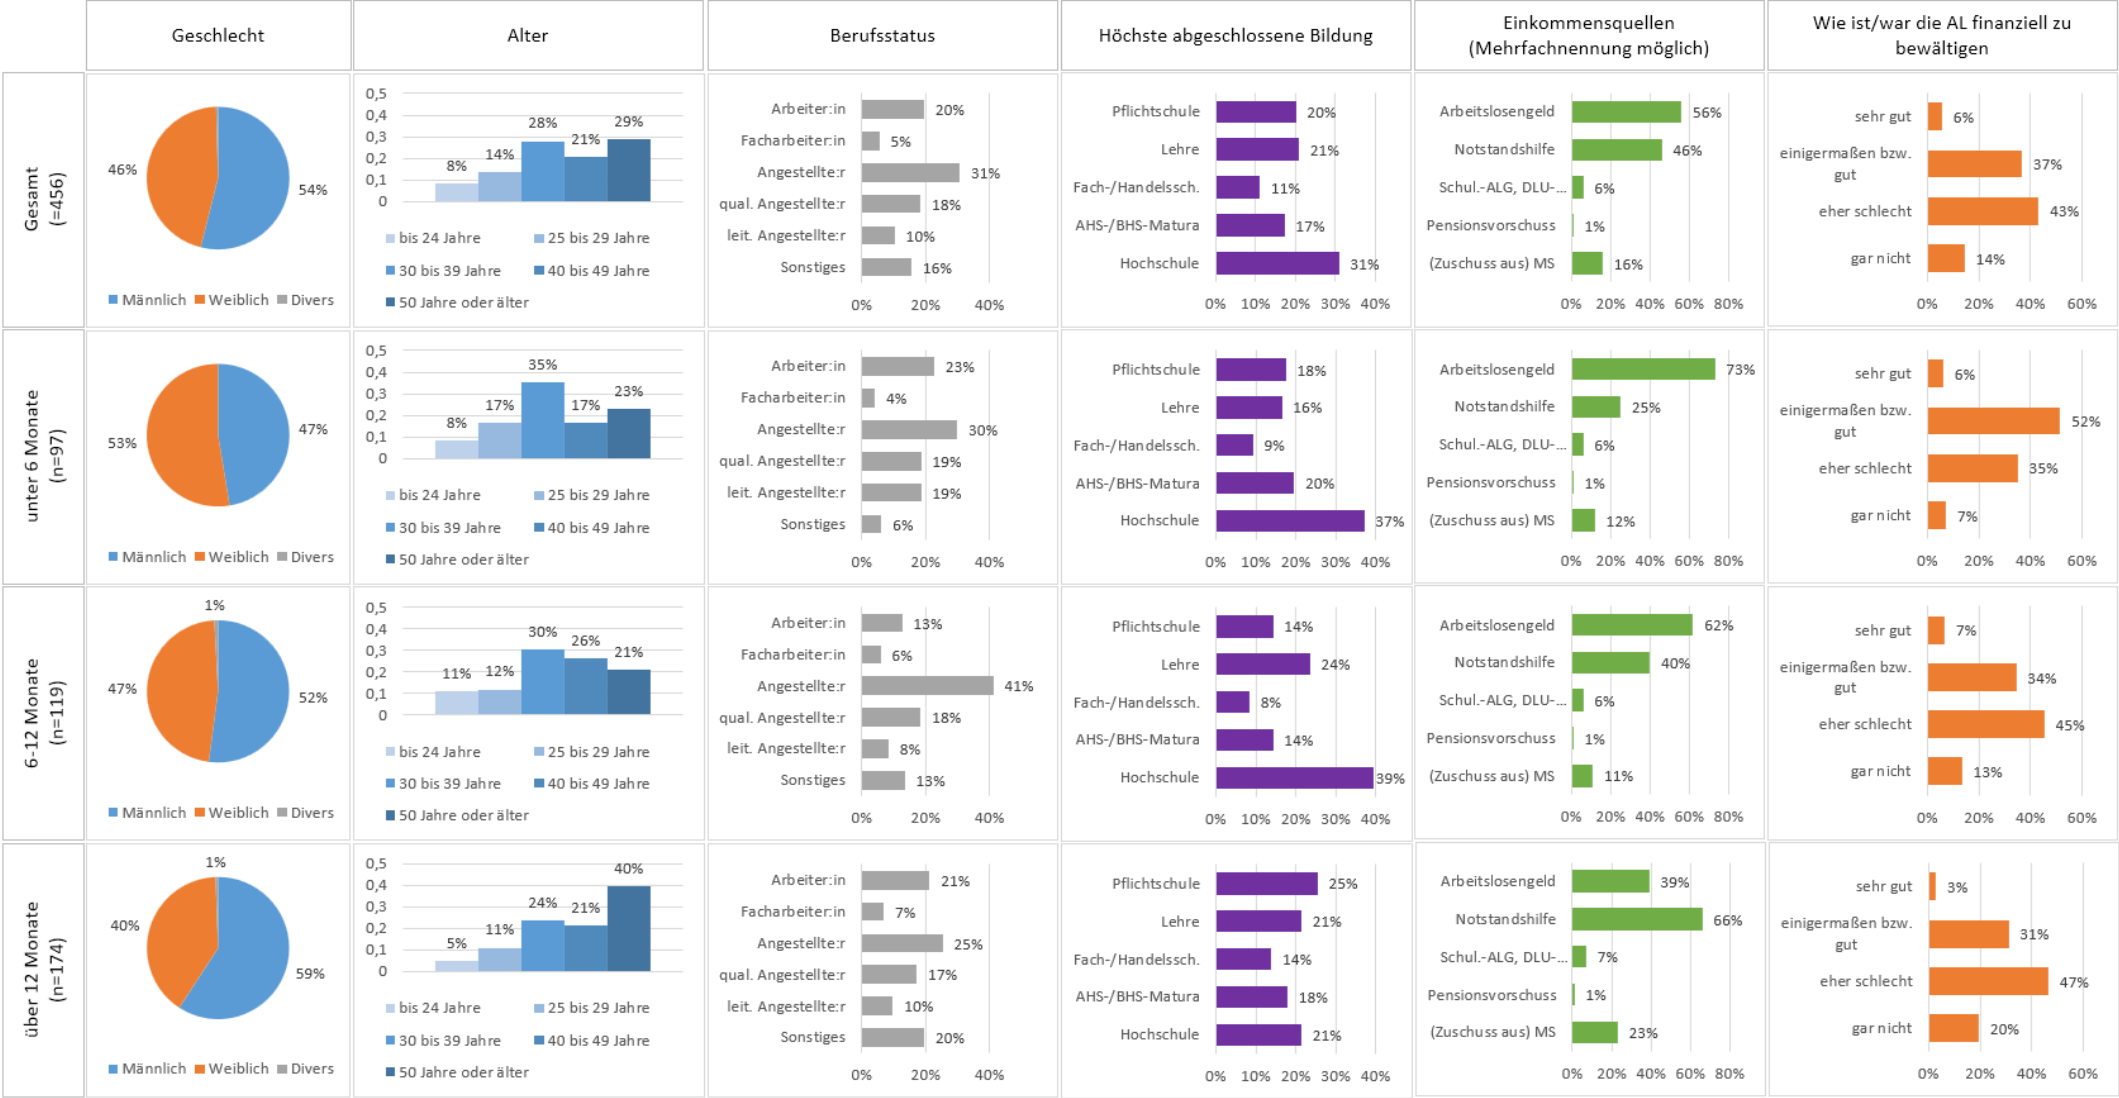 Geschlecht
Alter
Berufsstatus
Höchste abgeschlossene Bildung
Einkommensquellen
(Mehrfachnennung möglich)
Wie ist/war die AL finanziell zu
bewältigen
Gesamt
(=456)
46%
54%
Männlich Weiblich Divers
0,5
0,4
0,3
0,2
0,1
0
8%
14%
28%
21%
29%
bis 24 Jahre 25 bis 29 Jahre
30 bis 39 Jahre 40 bis 49 Jahre
50 Jahre oder älter
Arbeiter:in 20%
Facharbeiter:in 5%
Angestellte:r 31%
qual. Angestellte:r 18%
leit. Angestellte:r 10%
Sonstiges 16%
0% 20% 40%
Pflichtschule 20%
Lehre 21%
Fach-/Handelssch. 11%
AHS-/BHS-Matura 17%
Hochschule 31%
0% 10% 20% 30% 40%
Arbeitslosengeld 56%
Notstandshilfe 46%
Schul.-ALG, DLU-... 6%
Pensionsvorschuss 1%
(Zuschuss aus) MS 16%
0% 20% 40% 60% 80%
sehr gut 6%
einigermaßen bzw.
gut 37%
eher schlecht 43%
gar nicht 14%
0% 20% 40% 60%
unter 6 Monate
(n=97)
53%
47%
Männlich Weiblich Divers
0,5
0,4
0,3
0,2
0,1
0
8%
17%
35%
17%
23%
bis 24 Jahre 25 bis 29 Jahre
30 bis 39 Jahre 40 bis 49 Jahre
50 Jahre oder älter
Arbeiter:in 23%
Facharbeiter:in 4%
Angestellte:r 30%
qual. Angestellte:r 19%
leit. Angestellte:r 19%
Sonstiges 6%
0% 20% 40%
Pflichtschule 18%
Lehre 16%
Fach-/Handelssch. 9%
AHS-/BHS-Matura 20%
Hochschule 37%
0% 10% 20% 30% 40%
Arbeitslosengeld 73%
Notstandshilfe 25%
Schul.-ALG, DLU-... 6%
Pensionsvorschuss 1%
(Zuschuss aus) MS 12%
0% 20% 40% 60% 80%
sehr gut 6%
einigermaßen bzw.
gut 52%
eher schlecht 35%
gar nicht 7%
0% 20% 40% 60%
6-12 Monate
(n=119)
1%
47%
52%
Männlich Weiblich Divers
0,5
0,4
0,3
0,2
0,1
0
11%
12%
30%
26%
21%
bis 24 Jahre 25 bis 29 Jahre
30 bis 39 Jahre 40 bis 49 Jahre
50 Jahre oder älter
Arbeiter:in 13%
Facharbeiter:in 6%
Angestellte:r 41%
qual. Angestellte:r 18%
leit. Angestellte:r 8%
Sonstiges 13%
0% 20% 40%
Pflichtschule 14%
Lehre 24%
Fach-/Handelssch. 8%
AHS-/BHS-Matura 14%
Hochschule 39%
0% 10% 20% 30% 40%
Arbeitslosengeld 62%
Notstandshilfe 40%
Schul.-ALG, DLU-... 6%
Pensionsvorschuss 1%
(Zuschuss aus) MS 11%
0% 20% 40% 60% 80%
sehr gut 7%
einigermaßen bzw.
gut 34%
eher schlecht 45%
gar nicht 13%
0% 20% 40% 60%
über 12 Monate
(n=174)
1%
40%
59%
Männlich Weiblich Divers
0,5
0,4
0,3
0,2
0,1
0
5%
11%
24%
21%
40%
bis 24 Jahre 25 bis 29 Jahre
30 bis 39 Jahre 40 bis 49 Jahre
50 Jahre oder älter
Arbeiter:in 21%
Facharbeiter:in 7%
Angestellte:r 25%
qual. Angestellte:r 17%
leit. Angestellte:r 10%
Sonstiges 20%
0% 20% 40%
Pflichtschule 25%
Lehre 21%
Fach-/Handelssch. 14%
AHS-/BHS-Matura 18%
Hochschule 21%
0% 10% 20% 30% 40%
Arbeitslosengeld 39%
Notstandshilfe 66%
Schul.-ALG, DLU-... 7%
Pensionsvorschuss 1%
(Zuschuss aus) MS 23%
0% 20% 40% 60% 80%
sehr gut 3%
einigermaßen bzw.
gut 31%
eher schlecht 47%
gar nicht 20%
0% 20% 40% 60%